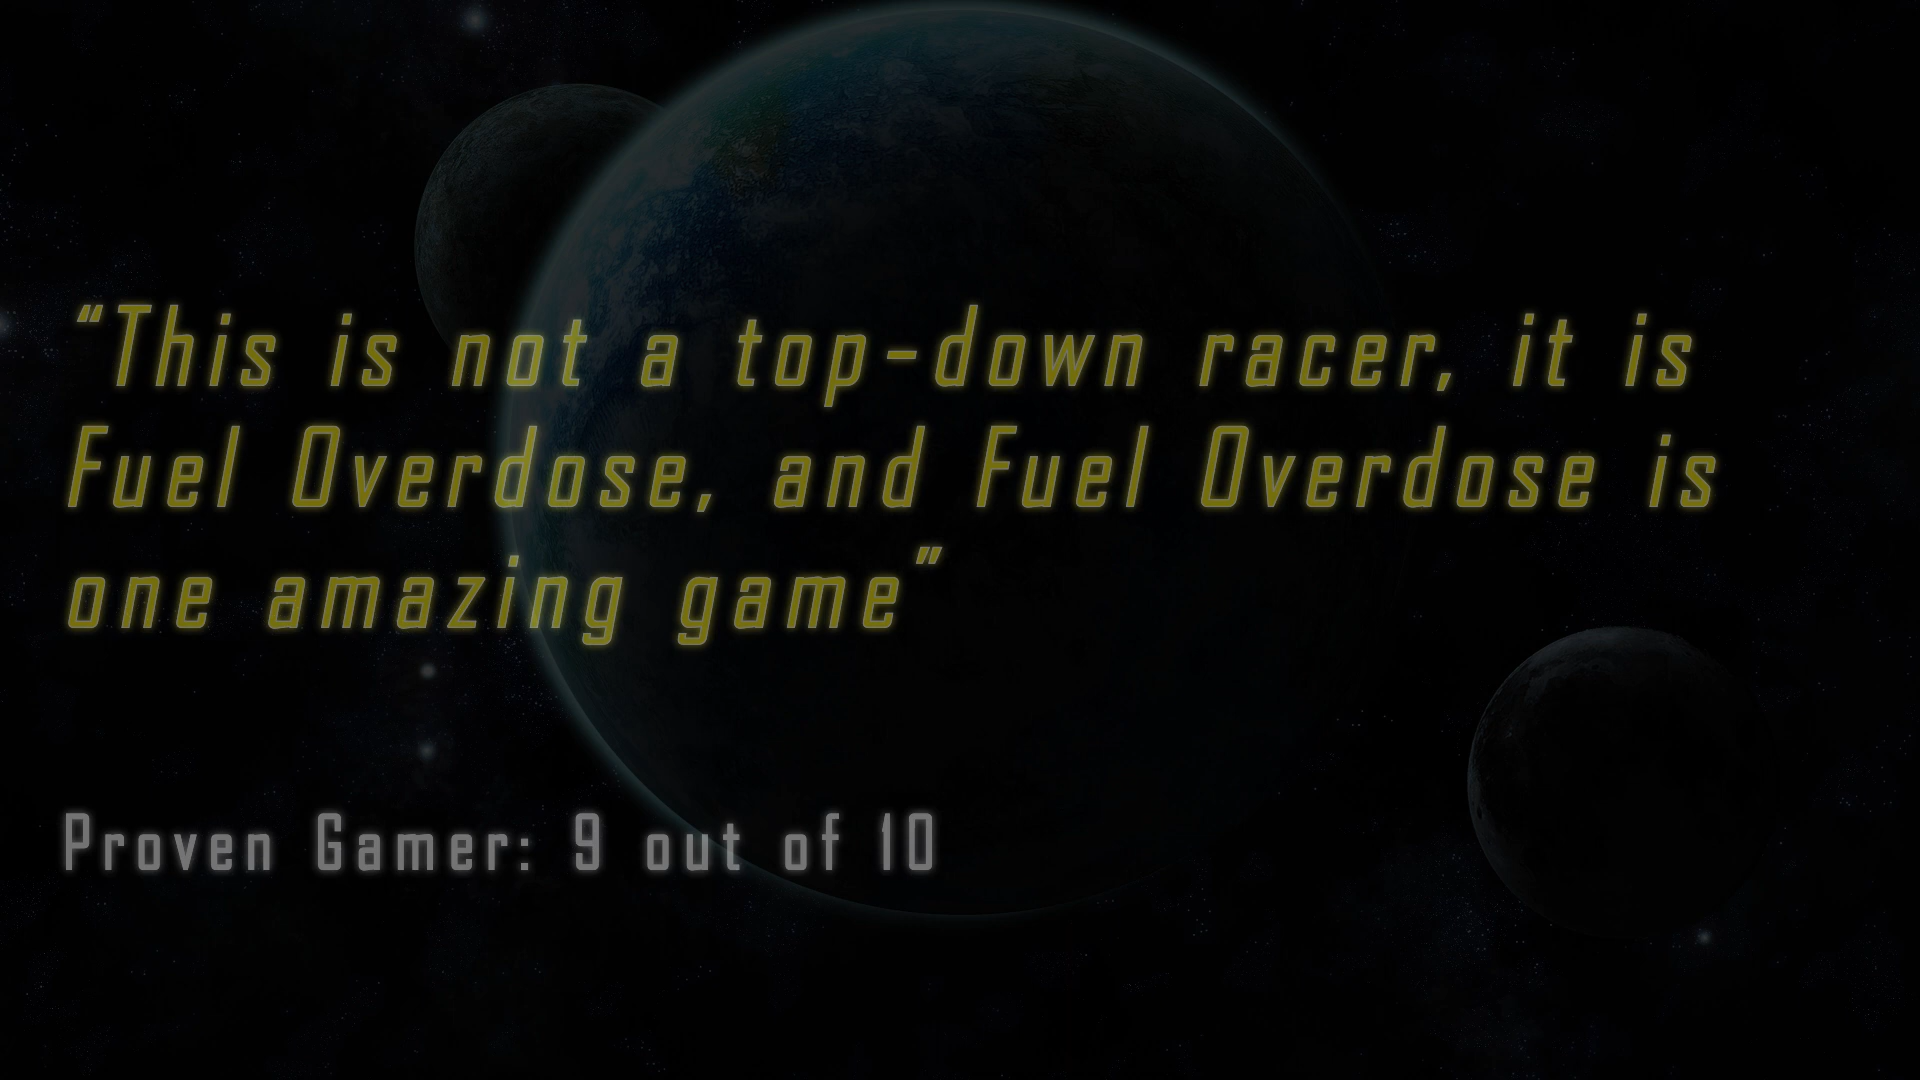 “This is not a top-down racer, it is
Fuel Overdose, and Fuel Overdose is
one amazing game”
Proven Gamer: 9 out of 10